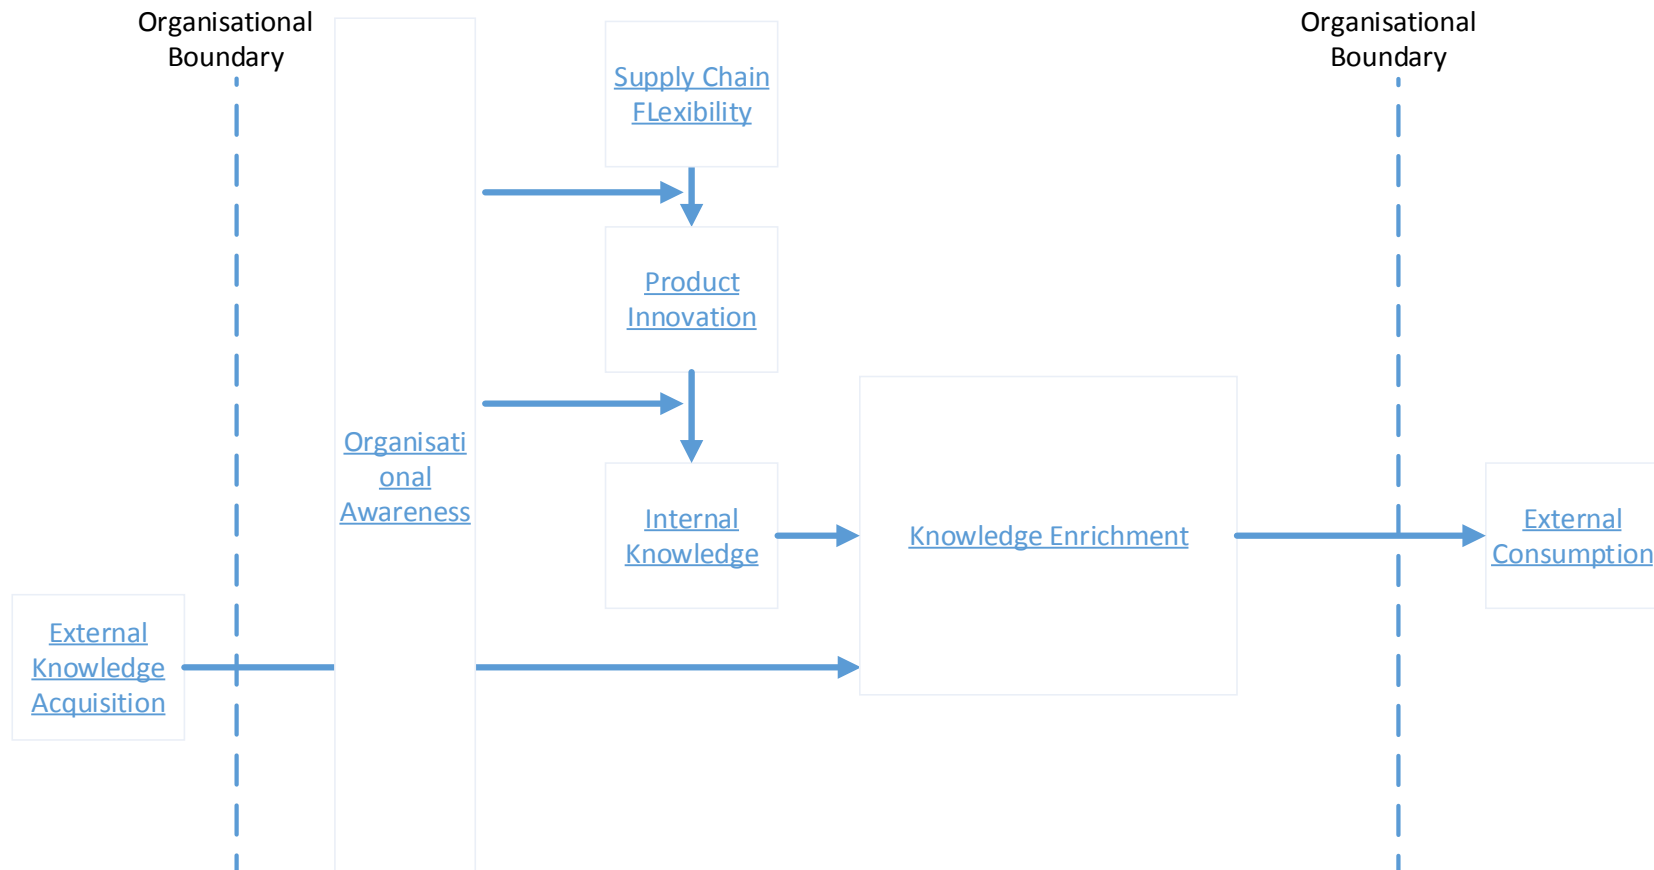 Organisational
Boundary
Organisational
Boundary
Supply Chain
FLexibility
Product
Innovation
Organisati
onal
Awareness
Internal
Knowledge
Knowledge Enrichment
External
Consumption
External
Knowledge
Acquisition